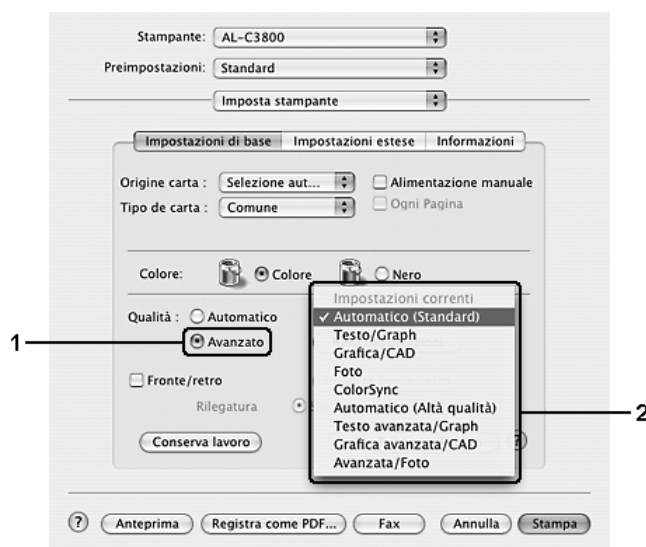 Stampante: AL-C3800
Preimpostazioni: Standard
Imposta stampante
Impostazioni di base Impostazioni estese Informazioni
Origine carta : Selezione aut... Alimentazione manuale
Tipo de carta : Comune Ogni Pagina
Colore: Colore Nero
Qualità : Automatico
1 Avanzato
Fronte/retro
Rilegatura
Conserva lavoro ?
Impostazioni correnti
✓ Automatico (Standard)
Testo/Graph
Grafica/CAD
Foto
ColorSync
Automatico (Altà qualità)
2
Testo avanzata/Graph
Grafica avanzata/CAD
Avanzata/Foto
? Anteprima Registra come PDF... Fax Annulla Stampa